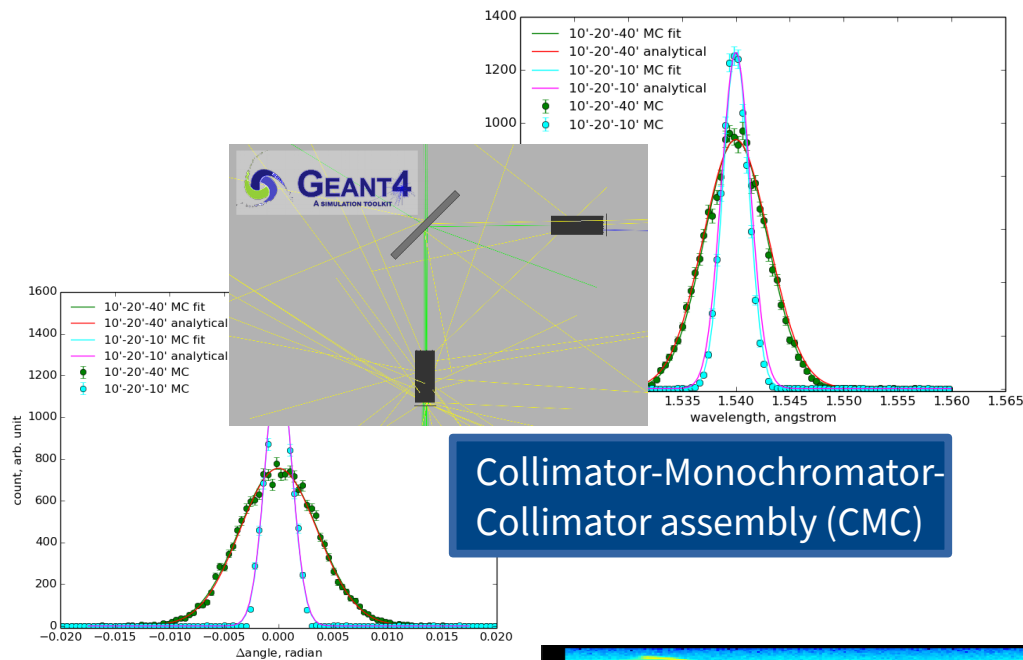 1400
1200
1000
10'-20'-40' MC fit
10'-20'-40' analytical
10'-20'-10' MC fit
10'-20'-10' analytical
10'-20'-40' MC
10'-20'-10' MC
1.535 1.540 1.545 1.550 1.555 1.560 1.565
wavelength, angstrom
GEANT4
A SIMULATION TOOLKIT
1600
1400
1200
1000
800
600
400
200
0
count, arb. unit
10'-20'-40' MC fit
10'-20'-40' analytical
10'-20'-10' MC fit
10'-20'-10' analytical
10'-20'-40' MC
10'-20'-10' MC
−0.020 −0.015 −0.010 −0.005 0.000 0.005 0.010 0.015 0.020
Δangle, radian
Collimator-Monochromator-
Collimator assembly (CMC)